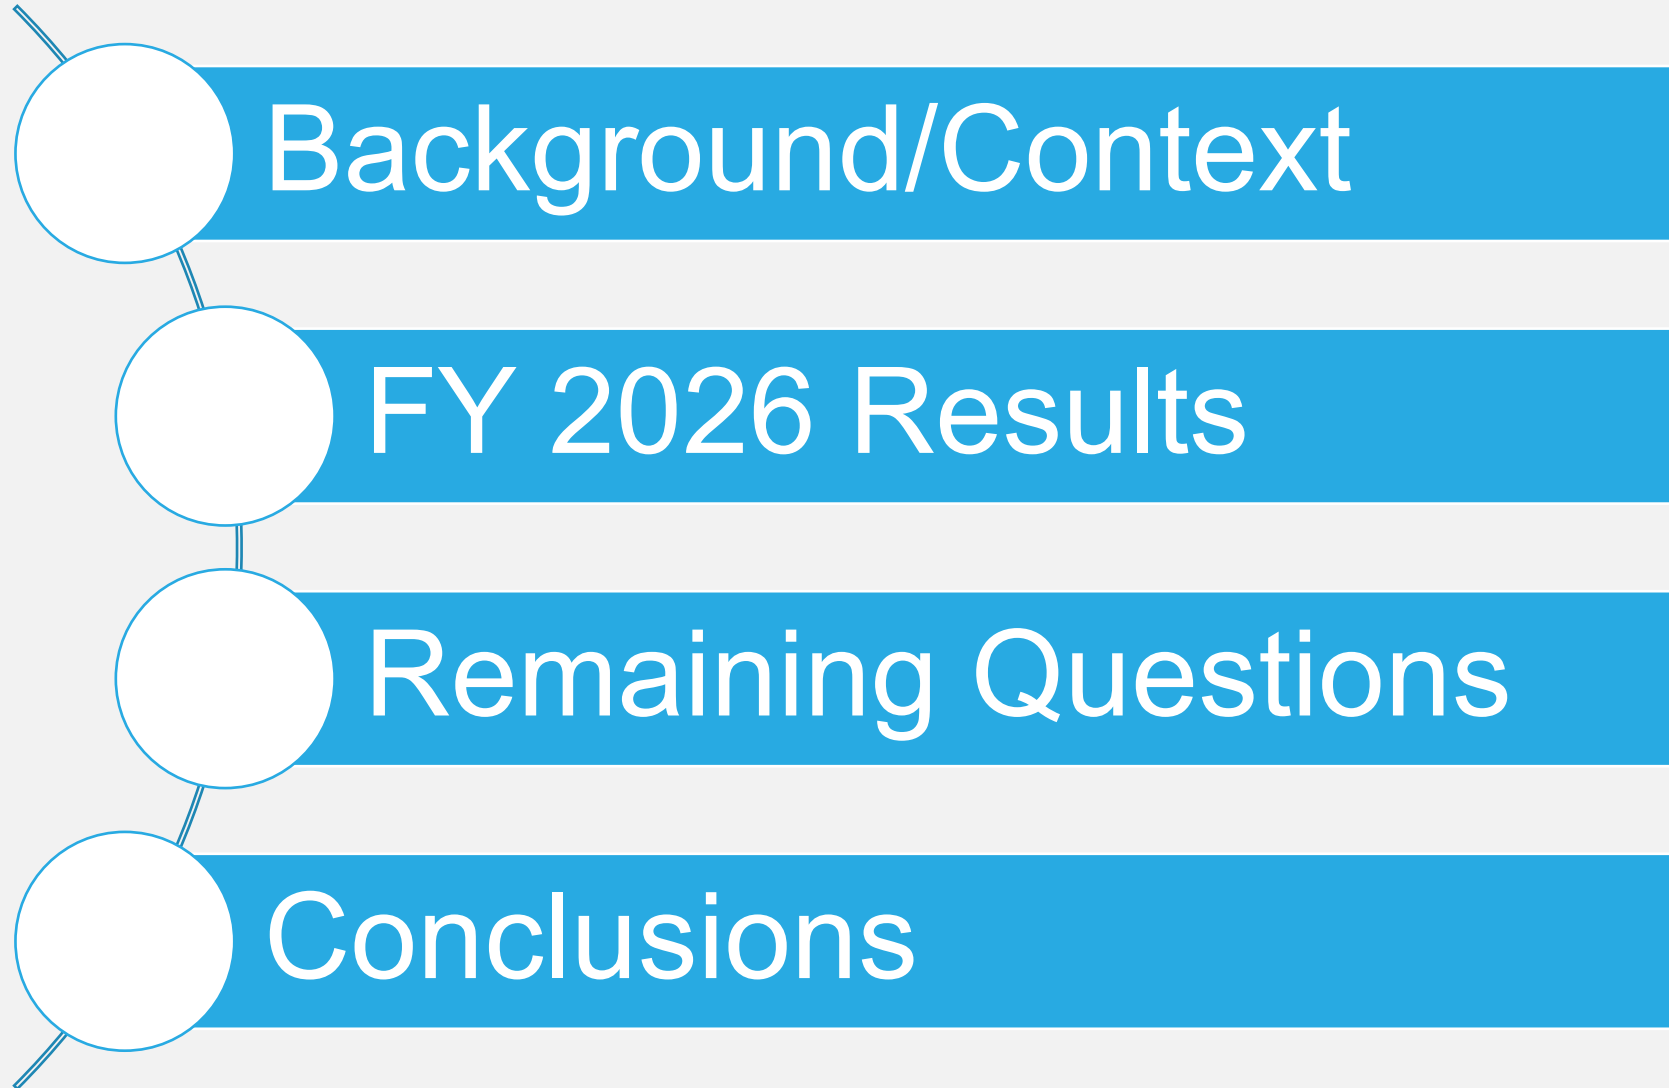 Background/Context
FY 2026 Results
Remaining Questions
Conclusions